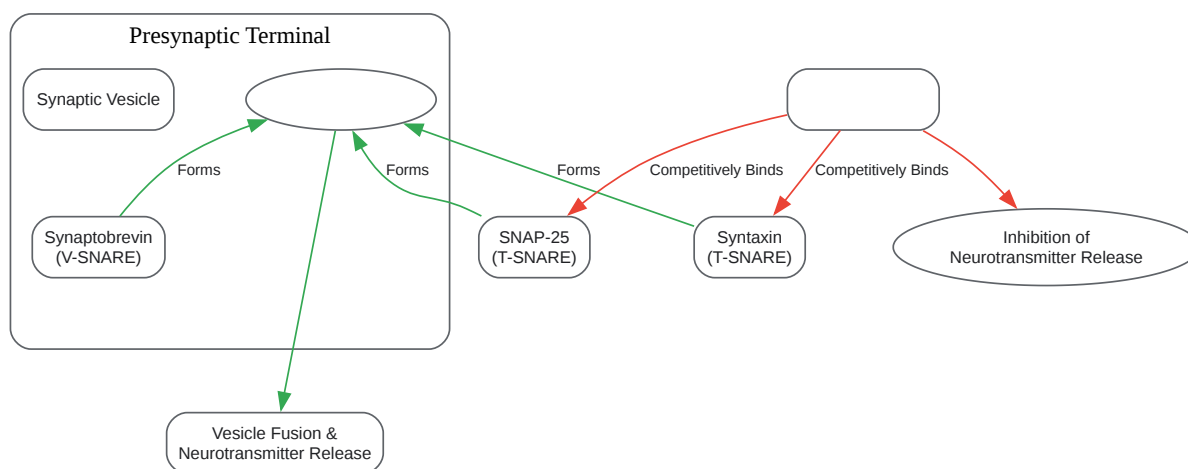 Presynaptic Terminal
Synaptic Vesicle
Forms
Forms
Forms
Competitively Binds
Competitively Binds
Synaptobrevin
(V-SNARE)
SNAP-25
(T-SNARE)
Syntaxin
(T-SNARE)
Inhibition of
Neurotransmitter Release
Vesicle Fusion &
Neurotransmitter Release